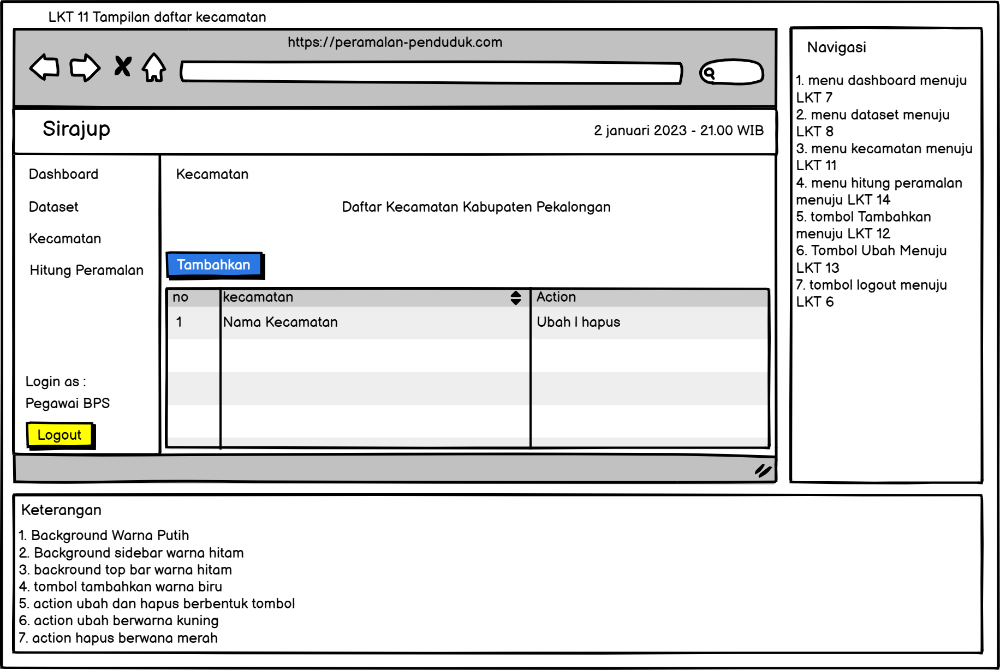 LKT 11 Tampilan daftar kecamatan
https://peramalan-penduduk.com
Sirajup
2 januari 2023 - 21.00 WIB
Dashboard
Dataset
Kecamatan
Hitung Peramalan
Login as :
Pegawai BPS
Logout
Kecamatan
Daftar Kecamatan Kabupaten Pekalongan
Tambahkan
no kecamatan Action
1 Nama Kecamatan Ubah | hapus
Navigasi
1. menu dashboard menuju
LKT 7
2. menu dataset menuju
LKT 8
3. menu kecamatan menuju
LKT 11
4. menu hitung peramalan
menuju LKT 14
5. tombol Tambahkan
menuju LKT 12
6. Tombol Ubah Menuju
LKT 13
7. tombol logout menuju
LKT 6
Keterangan
1. Background Warna Putih
2. Background sidebar warna hitam
3. backround top bar warna hitam
4. tombol tambahkan warna biru
5. action ubah dan hapus berbentuk tombol
6. action ubah berwarna kuning
7. action hapus berwana merah